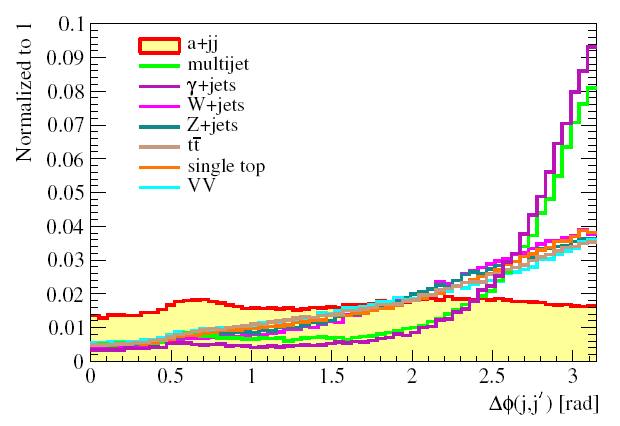 Normalized to 1
0.1
0.09
0.08
0.07
0.06
0.05
0.04
0.03
0.02
0.01
0
a+jj
multijet
γ+jets
W+jets
Z+jets
tt̅
single top
VV
0 0.5 1 1.5 2 2.5 3
Δϕ(j,j′) [rad]